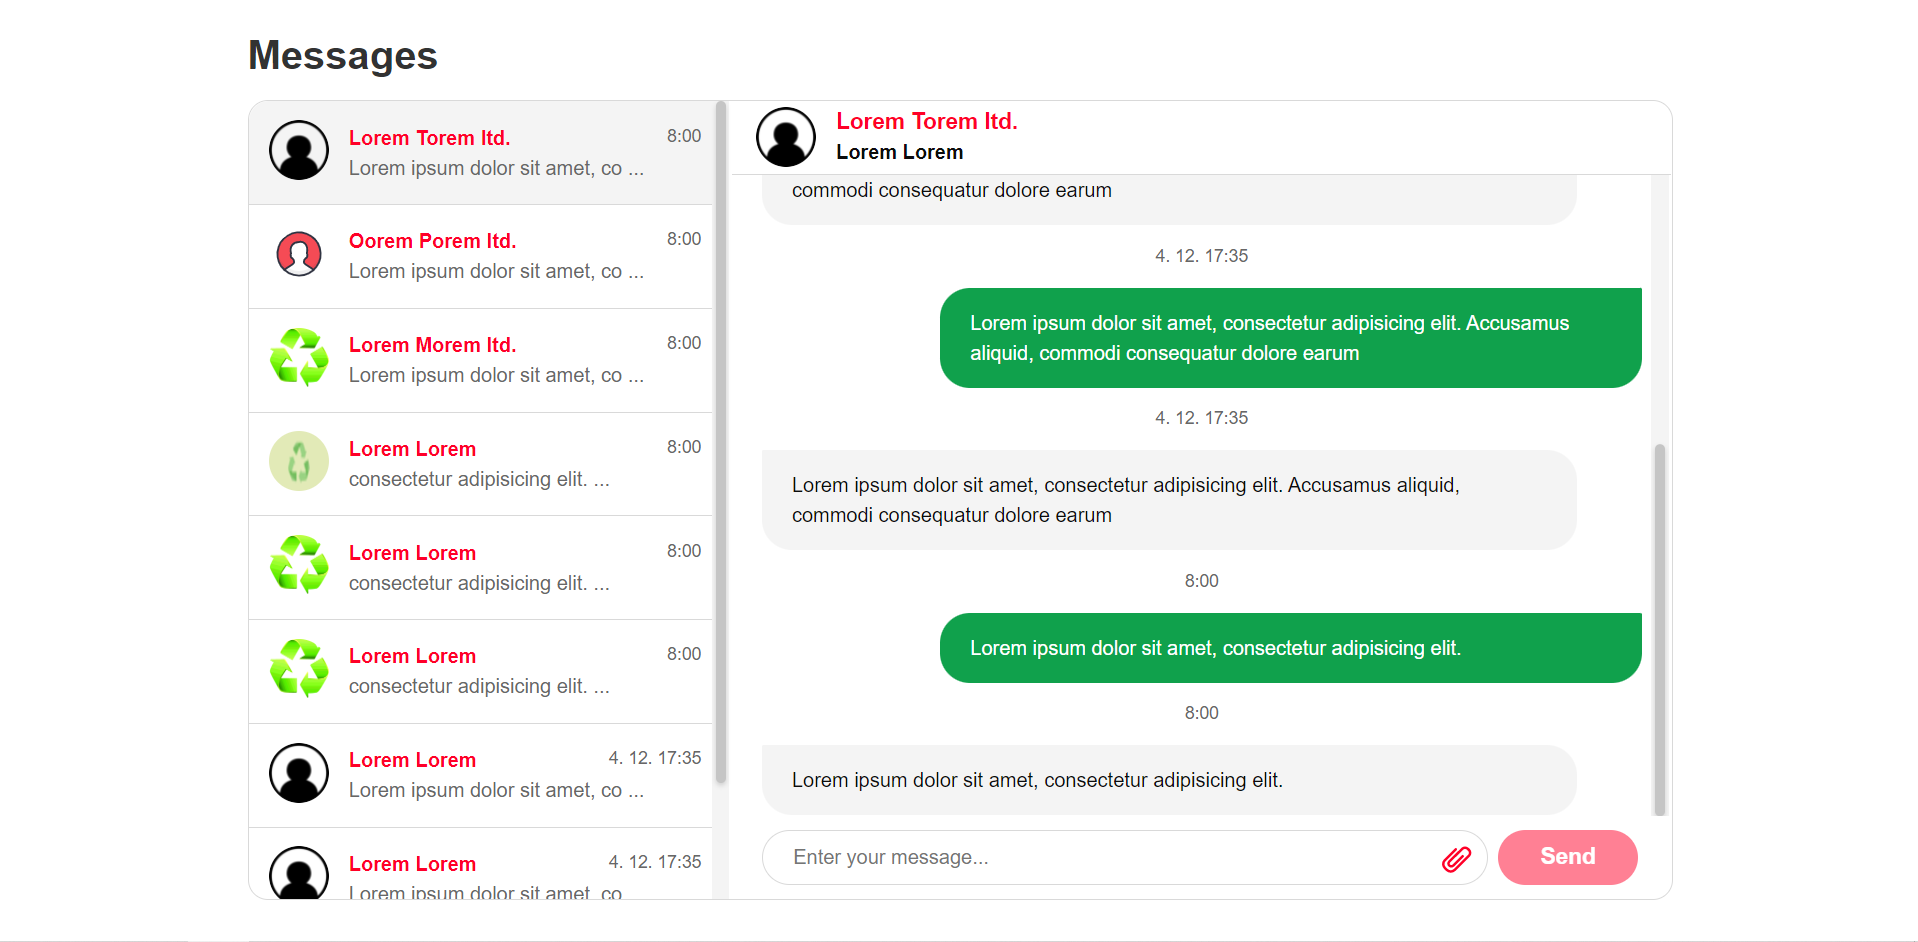 Messages
Lorem Torem ltd.
8:00
Lorem ipsum dolor sit amet, co ...
Oorem Porem ltd.
8:00
Lorem ipsum dolor sit amet, co ...
Lorem Morem ltd.
8:00
Lorem ipsum dolor sit amet, co ...
Lorem Lorem
8:00
consectetur adipisicing elit. ...
Lorem Lorem
8:00
consectetur adipisicing elit. ...
Lorem Lorem
8:00
consectetur adipisicing elit. ...
Lorem Lorem
4. 12. 17:35
Lorem ipsum dolor sit amet, co ...
Lorem Lorem
4. 12. 17:35
Lorem ipsum dolor sit amet, co ...
Lorem Torem ltd.
Lorem Lorem
commodi consequatur dolore earum
4. 12. 17:35
Lorem ipsum dolor sit amet, consectetur adipisicing elit. Accusamus
aliquid, commodi consequatur dolore earum
4. 12. 17:35
Lorem ipsum dolor sit amet, consectetur adipisicing elit. Accusamus aliquid,
commodi consequatur dolore earum
8:00
Lorem ipsum dolor sit amet, consectetur adipisicing elit.
8:00
Lorem ipsum dolor sit amet, consectetur adipisicing elit.
Enter your message...
Send